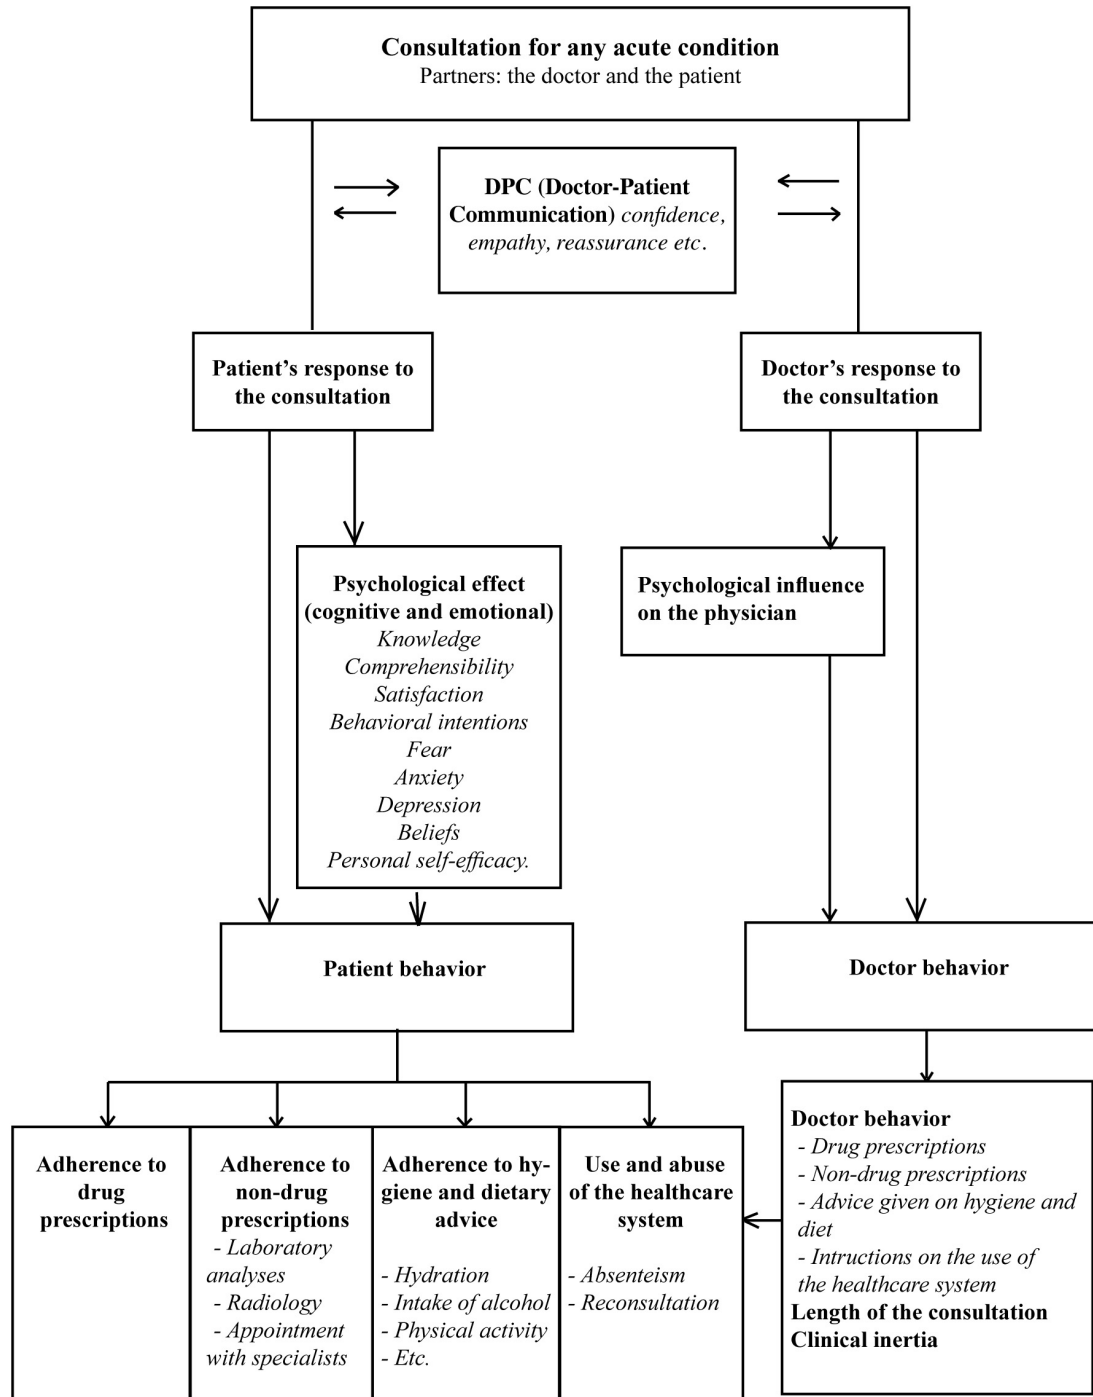 Consultation for any acute condition
Partners: the doctor and the patient
DPC (Doctor-Patient
Communication) confidence,
empathy, reassurance etc.
Patient's response to
the consultation
Doctor's response to
the consultation
Psychological effect
(cognitive and emotional)
Knowledge
Comprehensibility
Satisfaction
Behavioral intentions
Fear
Anxiety
Depression
Beliefs
Personal self-efficacy.
Psychological influence
on the physician
Patient behavior
Doctor behavior
Adherence to
drug
prescriptions
Adherence to
non-drug
prescriptions
- Laboratory
analyses
- Radiology
- Appointment
with specialists
Adherence to hy-
giene and dietary
advice
- Hydration
- Intake of alcohol
- Physical activity
- Etc.
Use and abuse
of the healthcare
system
- Absenteism
- Reconsultation
Doctor behavior
- Drug prescriptions
- Non-drug prescriptions
- Advice given on hygiene and
diet
- Intructions on the use of
the healthcare system
Length of the consultation
Clinical inertia